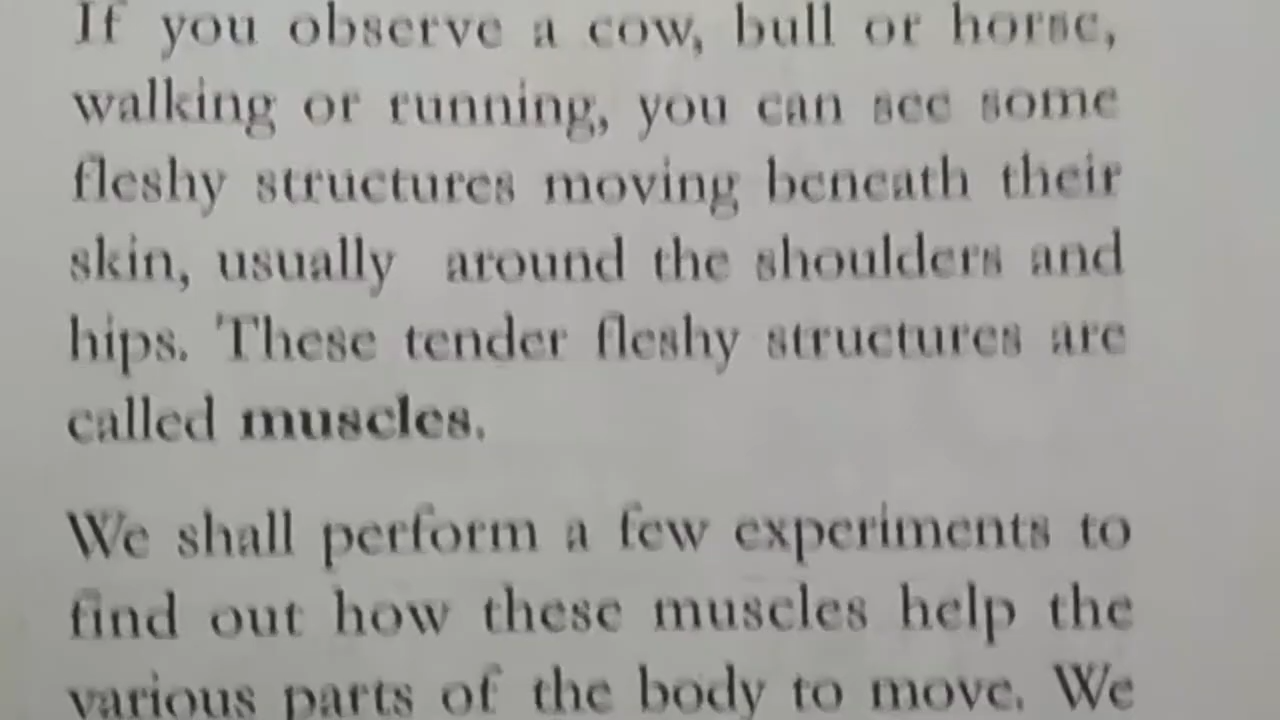 If you observe a cow, bull or horse,
walking or running, you can see some
fleshy structures moving beneath their
skin, usually around the shoulders and
hips. These tender fleshy structures are
called muscles.
We shall perform a few experiments to
find out how these muscles help the
various parts of the body to move. We